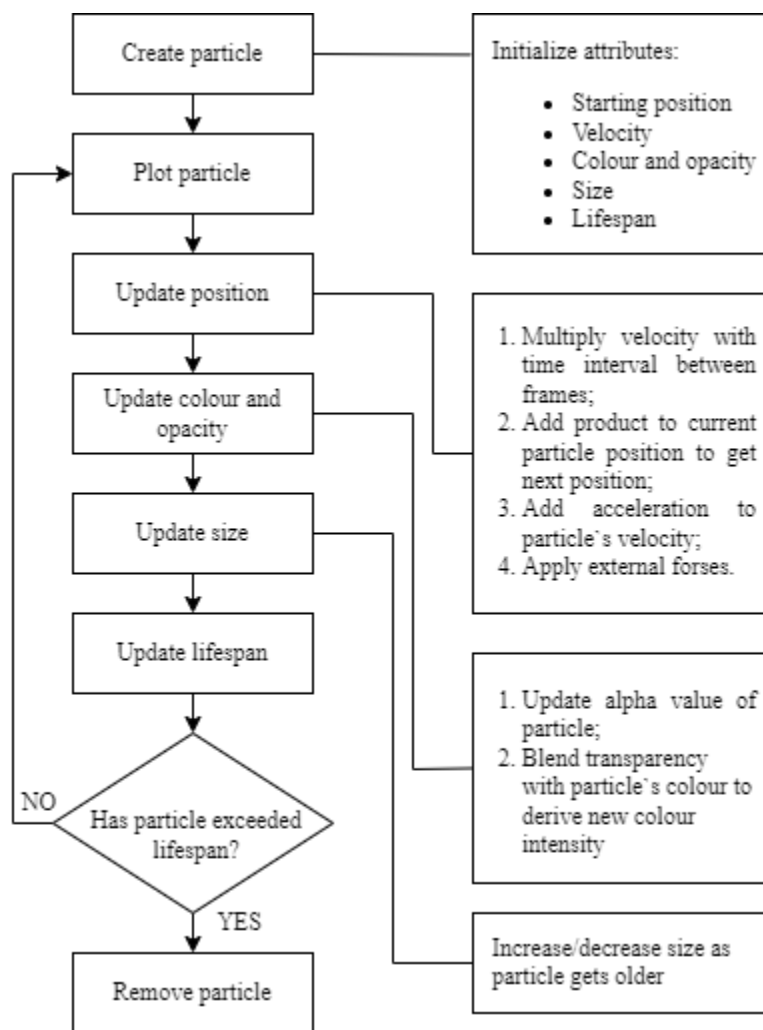 Create particle
Initialize attributes:
• Starting position
• Velocity
• Colour and opacity
• Size
• Lifespan
Plot particle
Update position
1. Multiply velocity with
time interval between
frames;
2. Add product to current
particle position to get
next position;
3. Add acceleration to
particle`s velocity;
4. Apply external forses.
Update colour and
opacity
1. Update alpha value of
particle;
2. Blend transparency
with particle`s colour to
derive new colour
intensity
Update size
Increase/decrease size as
particle gets older
Update lifespan
Has particle exceeded
lifespan?
NO
YES
Remove particle